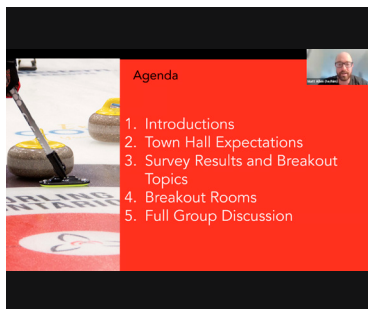 Agenda
1. Introductions
2. Town Hall Expectations
3. Survey Results and Breakout
Topics
4. Breakout Rooms
5. Full Group Discussion